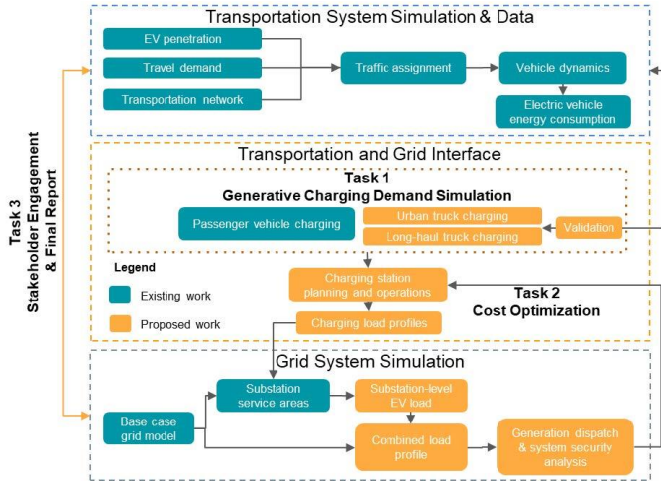 Transportation System Simulation & Data
EV penetration
Travel demand
Transportation network
Traffic assignment
Vehicle dynamics
Electric vehicle
energy consumption
Task 3
Stakeholder Engagement
& Final Report
Transportation and Grid Interface
Task 1
Generative Charging Demand Simulation
Passenger vehicle charging
Urban truck charging
Long-haul truck charging
Validation
Legend
Existing work
Proposed work
Charging station
planning and operations
Charging load profiles
Task 2
Cost Optimization
Grid System Simulation
Base case
grid model
Substation
service areas
Substation-level
EV load
Combined load
profile
Generation dispatch
& system security
analysis